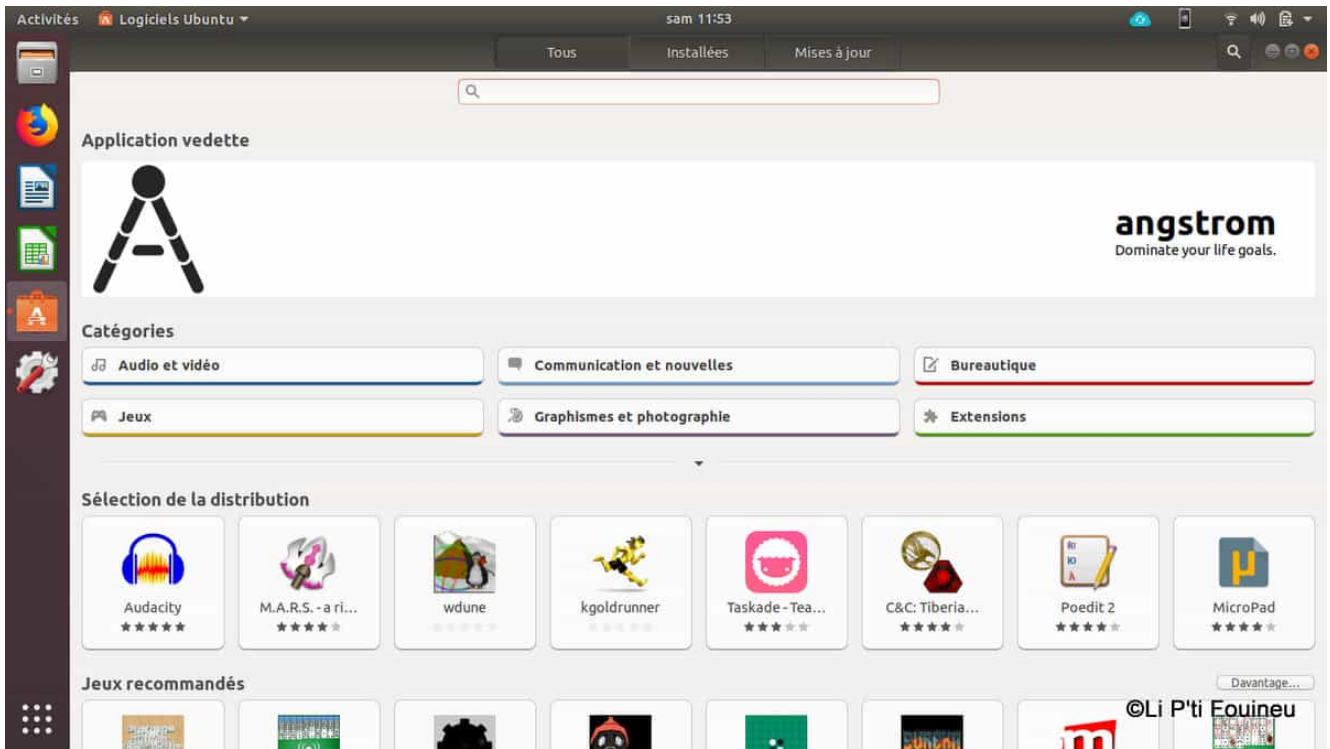 Activités Logiciels Ubuntu sam 11:53
Tous Installées Mises à jour
Application vedette
angstrom
Dominate your life goals.
Catégories
Audio et vidéo Communication et nouvelles Bureautique
Jeux Graphismes et photographie Extensions
Sélection de la distribution
Audacity M.A.R.S. - a ri... wdune kgoldrunner Taskade - Tea... C&C: Tiberia... Poedit 2 MicroPad
Jeux recommandés Davantage...
©Li P'ti Fouineu